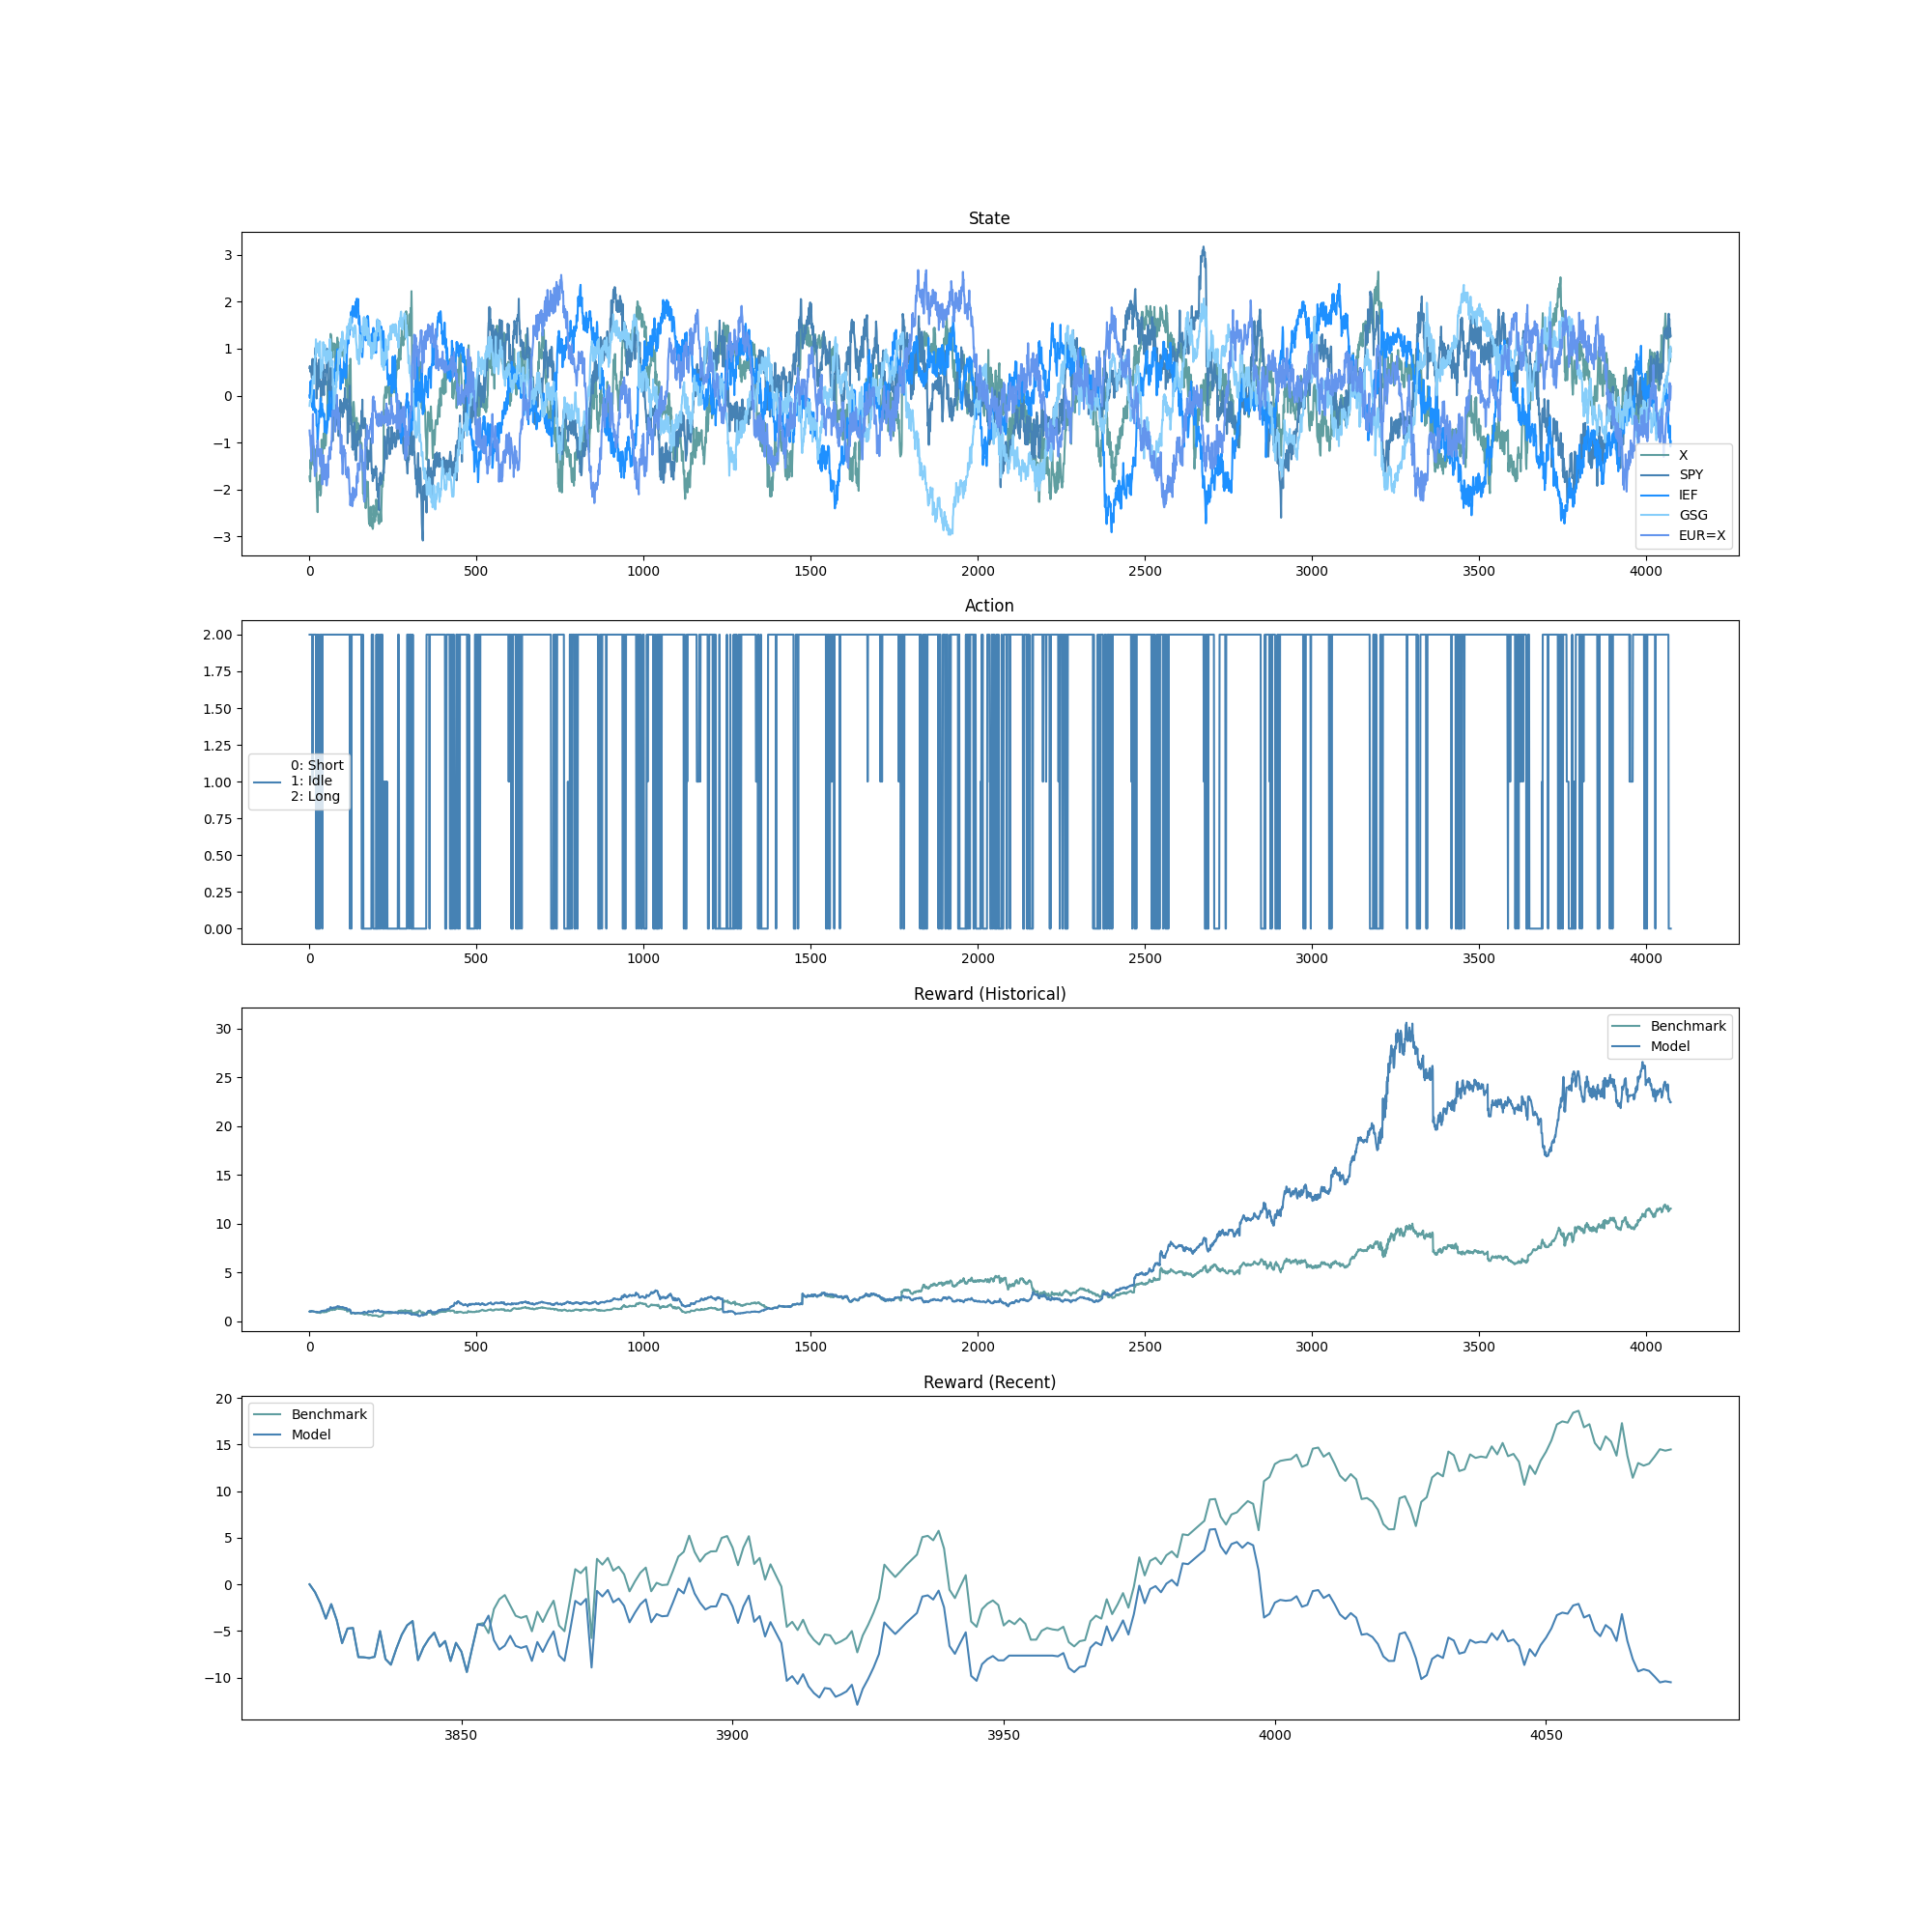 State
3
2
1
0
−1
−2
−3
X
SPY
IEF
GSG
EUR=X
0 500 1000 1500 2000 2500 3000 3500 4000
Action
2.00
1.75
1.50
1.25
1.00
0.75
0.50
0.25
0.00
0: Short
1: Idle
2: Long
0 500 1000 1500 2000 2500 3000 3500 4000
Reward (Historical)
30
25
20
15
10
5
0
Benchmark
Model
0 500 1000 1500 2000 2500 3000 3500 4000
Reward (Recent)
20
15
10
5
0
−5
−10
Benchmark
Model
3850 3900 3950 4000 4050